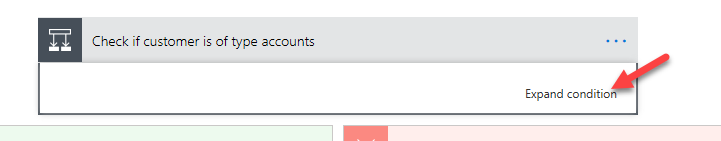 Check if customer is of type accounts
Expand condition